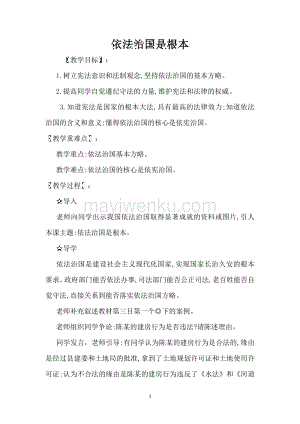 依法治国是根本
〖教学目标〗:
1.树立宪法意识和法制观念,坚持依法治国的基本方略。
2.提高同学自觉遵纪守法的力量,维护宪法和法律的权威。
3.知道宪法是国家的根本大法,具有最高的法律效力;知道依法
治国的含义和意义;懂得依法治国的核心是依宪治国。
〖教学重难点〗:
教学重点:依法治国基本方略。
教学难点:依法治国的核心是依宪治国。
〖教学过程〗:
☆导入
老师向同学出示我国依法治国取得显著成就的资料或图片,引人
本课主题:依法治国是根本。
☆导学
依法治国是建设社会主义现代化国家,实现国家长治久安的根本
要求。政府部门能否依法办事,司法部门能否公正司法,老百姓能否自
觉守法,直接关系到能否落实依法治国方略。
老师补充叙述教材第三日第一个✪下的案例。
老师组织同学争论:陈某的建房行为是否违法?请陈述理由。
同学发言。老师引导:有同学认为陈某的建房行为是合法的,缘
由是经过县建委和土地局的批准,拿到了土地规划许可证和土地使用许
可证;认为不合法的缘由是陈某的建房行为违反了《水法》和《河道
mayiwenku.com
1